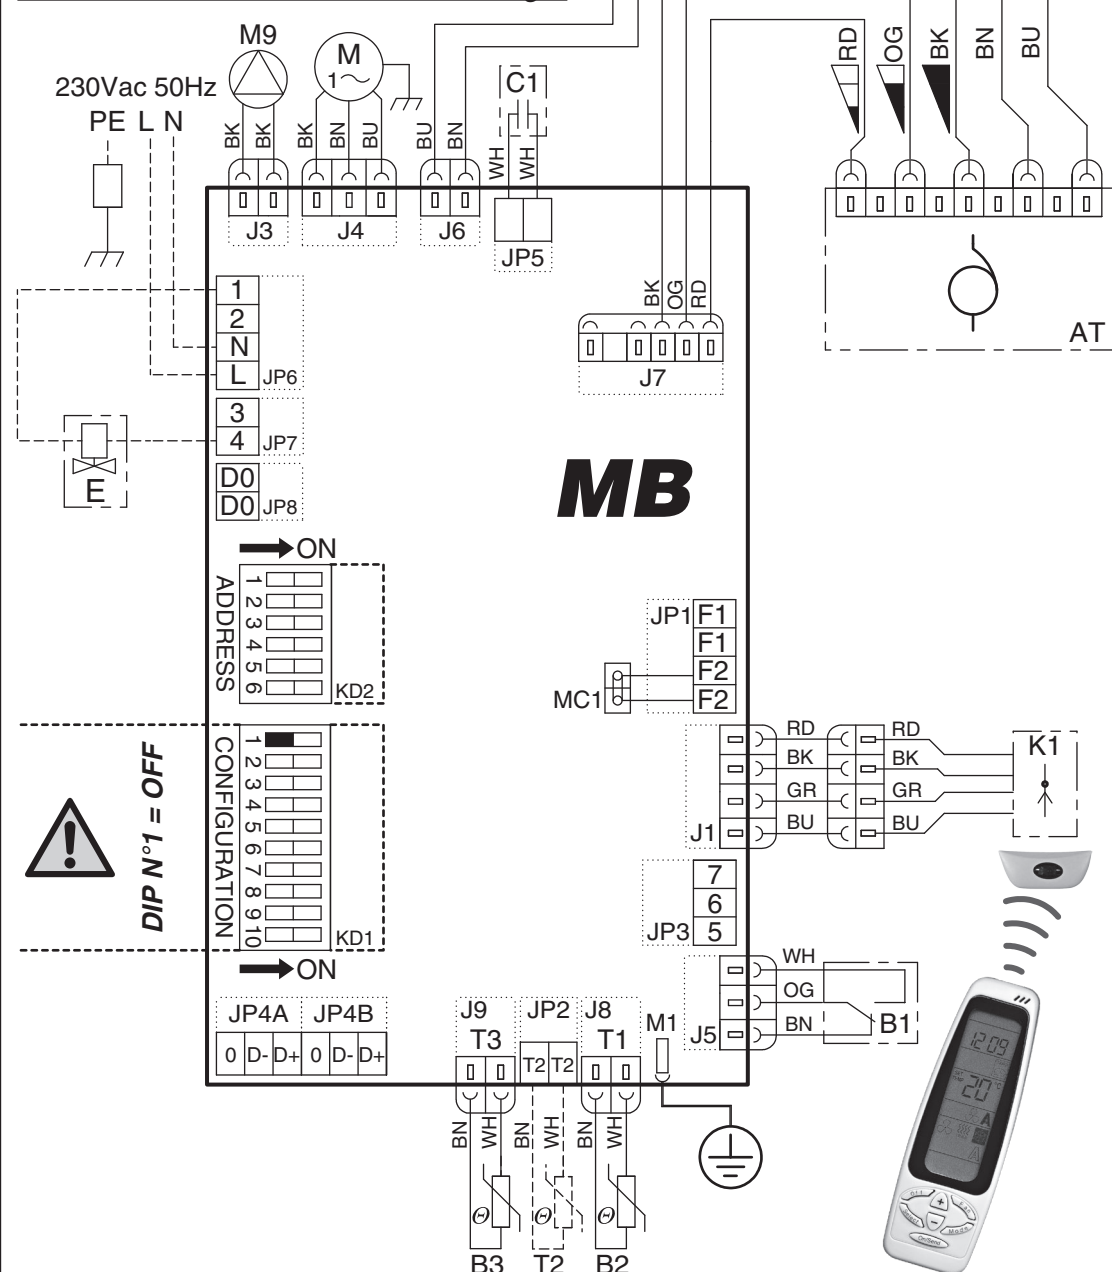 M9
M
1~
C1
230Vac 50Hz
PE L N
BK BK BK BN BU BU BN WH WH
RD OG BK BN BU
J3 J4 J6 JP5
BK OG RD
J7
AT
1
2
N
L JP6
3
4 JP7
D0
D0 JP8
E
MB
ON
ADDRESS
1
2
3
4
5
6
KD2
JP1 F1
F1
F2
F2
MC1
DIP N°1 = OFF
CONFIGURATION
1
2
3
4
5
6
7
8
9
10
KD1
ON
RD RD
BK BK
GR GR
BU BU
J1
K1
7
6
JP3 5
WH
OG
BN
J5
B1
JP4A JP4B
0 D- D+ 0 D- D+
J9 JP2 J8 M1
T3 T1
T2 T2
BN WH BN WH BN WH
Θ Θ Θ
B3 T2 B2
12:09
20
A
On/Send